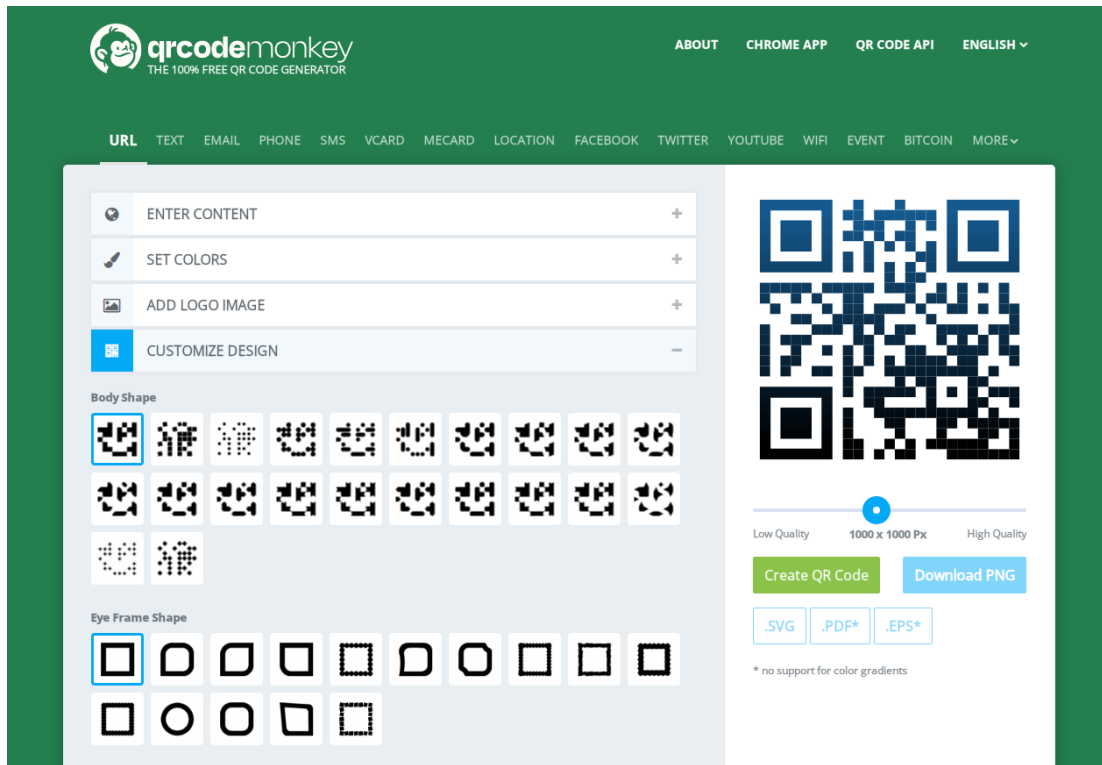 qrcodemonkey
THE 100% FREE QR CODE GENERATOR
ABOUT CHROME APP QR CODE API ENGLISH
URL TEXT EMAIL PHONE SMS VCARD MECARD LOCATION FACEBOOK TWITTER YOUTUBE WIFI EVENT BITCOIN MORE
ENTER CONTENT
SET COLORS
ADD LOGO IMAGE
CUSTOMIZE DESIGN
Body Shape
Eye Frame Shape
Low Quality 1000 x 1000 Px High Quality
Create QR Code Download PNG
.SVG .PDF* .EPS*
* no support for color gradients